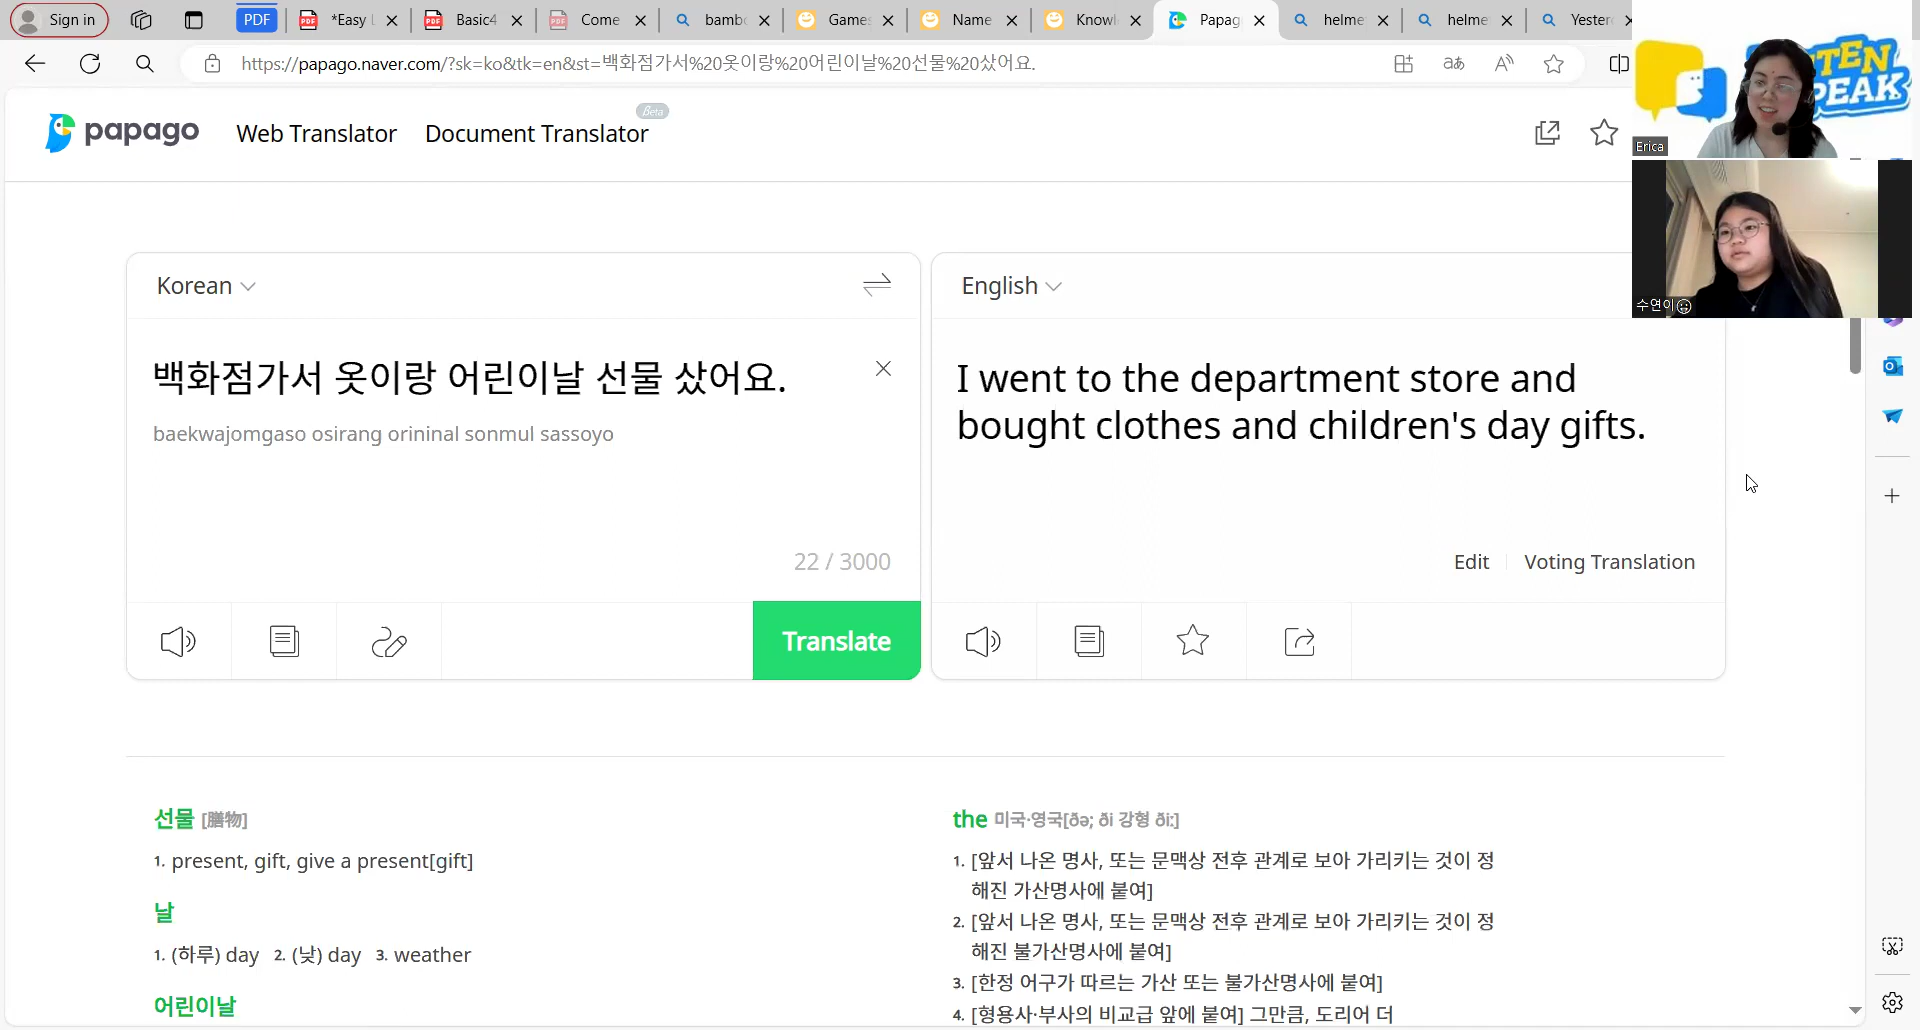 Sign in
PDF
*Easy
Basic4
Come
bamb
Game
Name
Know
Papag
helme
helme
Yester
https://papago.naver.com/?sk=ko&tk=en&st=백화점가서%20옷이랑%20어린이날%20선물%20샀어요.
TEN
PEAK
Erica
수연이
papago
Web Translator
Document Translator
Beta
Korean
English
백화점가서 옷이랑 어린이날 선물 샀어요.
baekwajomgaso osirang orininal sonmul sassoyo
22 / 3000
Translate
I went to the department store and
bought clothes and children's day gifts.
Edit
Voting Translation
선물 [膳物]
1. present, gift, give a present[gift]
날
1. (하루) day 2. (낮) day 3. weather
어린이날
the 미국·영국[ðə; ði 강형 ði:]
1. [앞서 나온 명사, 또는 문맥상 전후 관계로 보아 가리키는 것이 정
해진 가산명사에 붙여]
2. [앞서 나온 명사, 또는 문맥상 전후 관계로 보아 가리키는 것이 정
해진 불가산명사에 붙여]
3. [한정 어구가 따르는 가산 또는 불가산명사에 붙여]
4. [형용사·부사의 비교급 앞에 붙여] 그만큼, 도리어 더